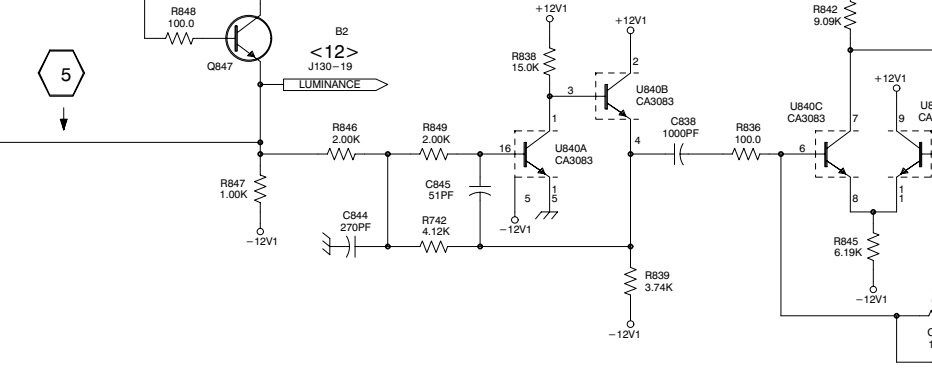 R848
100.0
Q847
B2
<12>
J130-19
LUMINANCE
5
R846
2.00K
R847
1.00K
-12V1
C844
270PF
R849
2.00K
C845
51PF
R742
4.12K
+12V1
R838
15.0K
3
1
16
U840A
CA3083
5
1
5
-12V1
+12V1
2
U840B
CA3083
4
C838
1000PF
R836
100.0
R839
3.74K
-12V1
R842
9.09K
U840C
CA3083
7
6
8
+12V1
9
1
1
R845
6.19K
-12V1